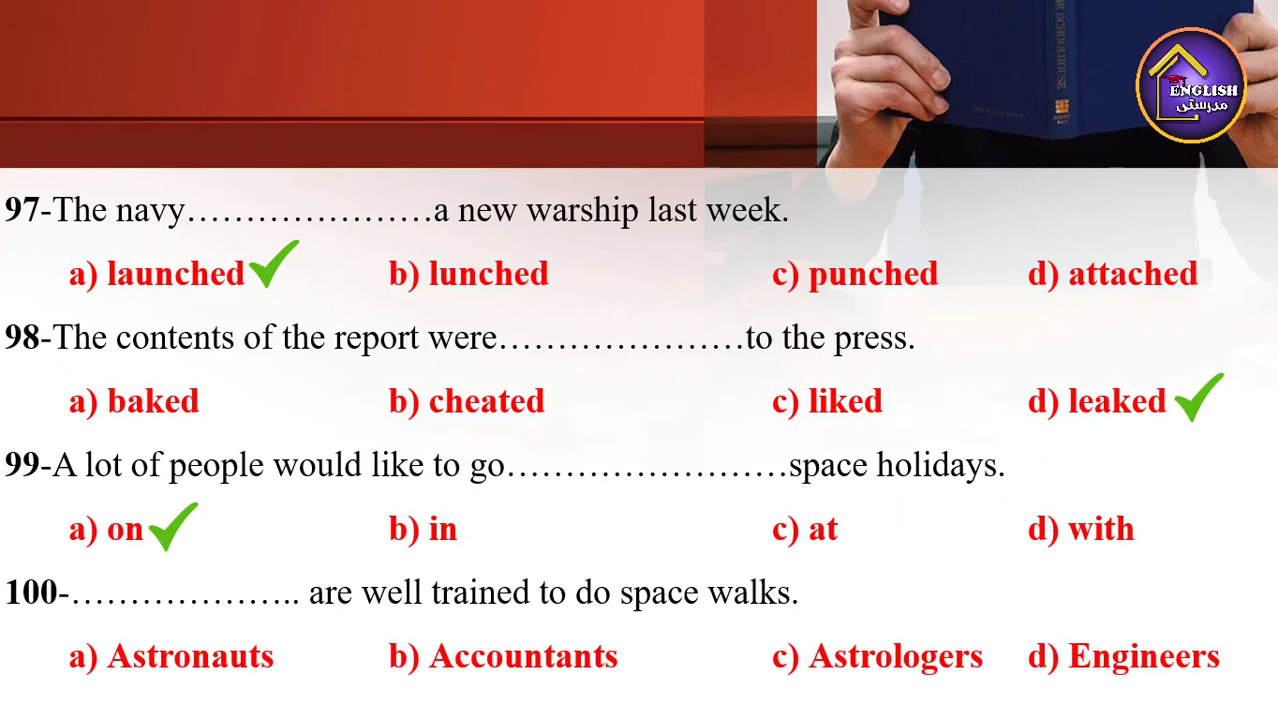 ENGLISH
مدرستى
97-The navy…………………a new warship last week.
a) launched b) lunched c) punched d) attached
98-The contents of the report were…………………to the press.
a) baked b) cheated c) liked d) leaked
99-A lot of people would like to go……………………space holidays.
a) on b) in c) at d) with
100-……………….. are well trained to do space walks.
a) Astronauts b) Accountants c) Astrologers d) Engineers